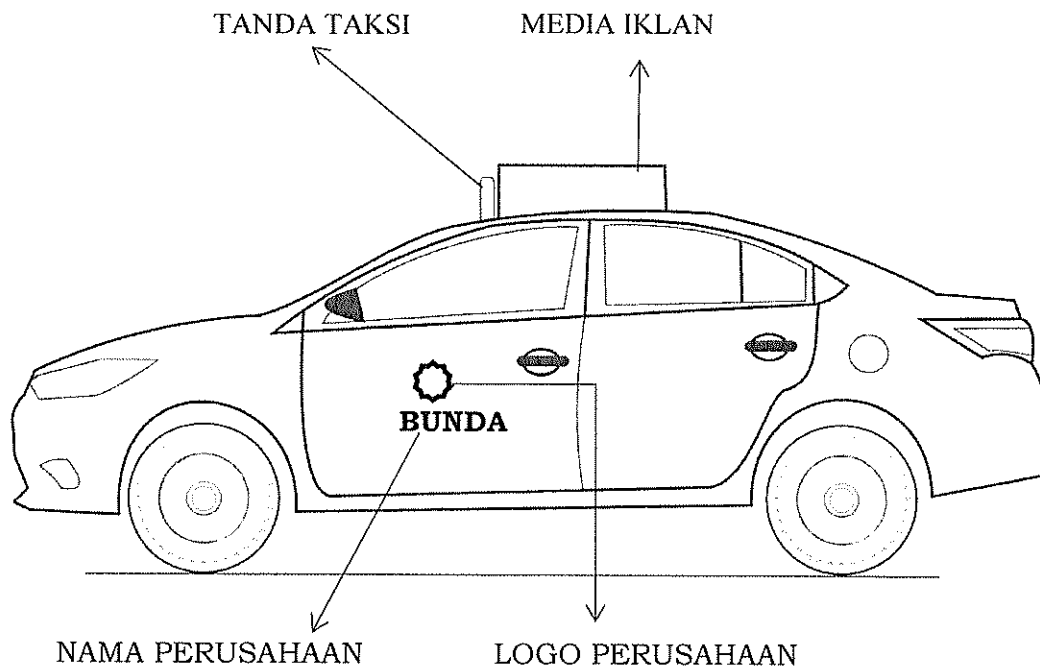 TANDA TAKSI
MEDIA IKLAN
BUNDA
NAMA PERUSAHAAN
LOGO PERUSAHAAN